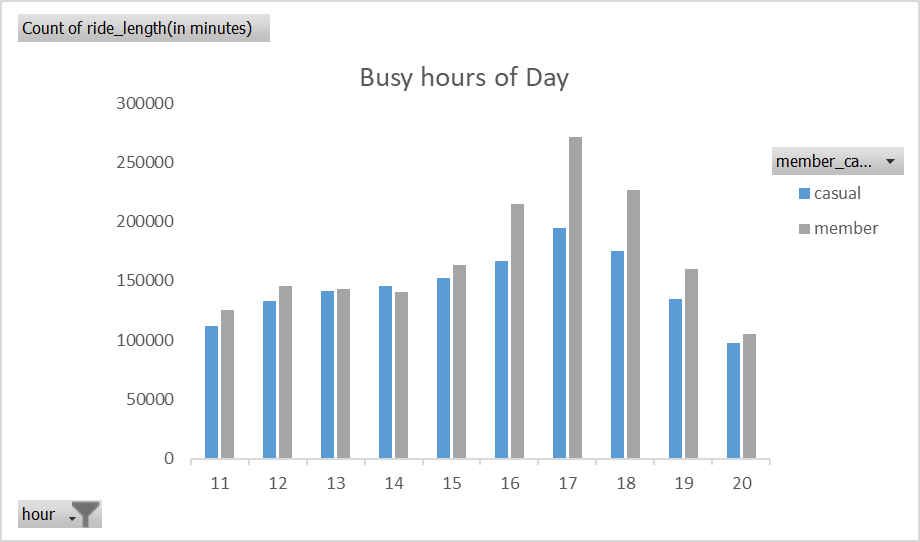 Count of ride_length(in minutes)
Busy hours of Day
300000
250000
200000
150000
100000
50000
0
11 12 13 14 15 16 17 18 19 20
member_ca...
casual
member
hour